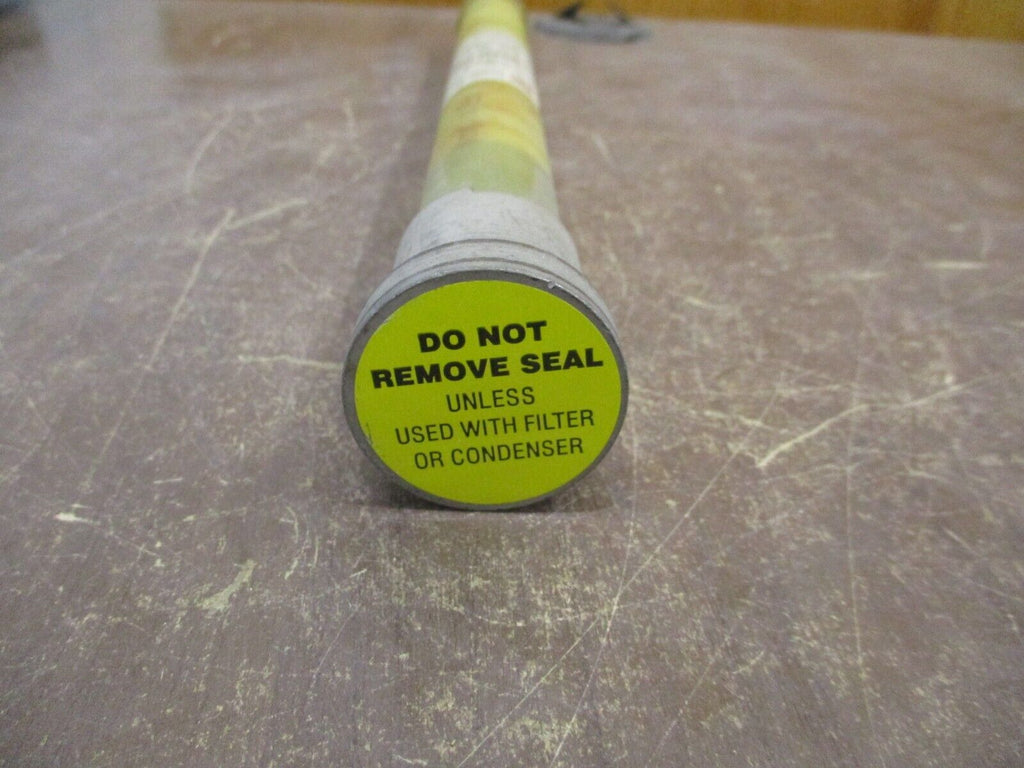 DO NOT
REMOVE SEAL
UNLESS
USED WITH FILTER
OR CONDENSER